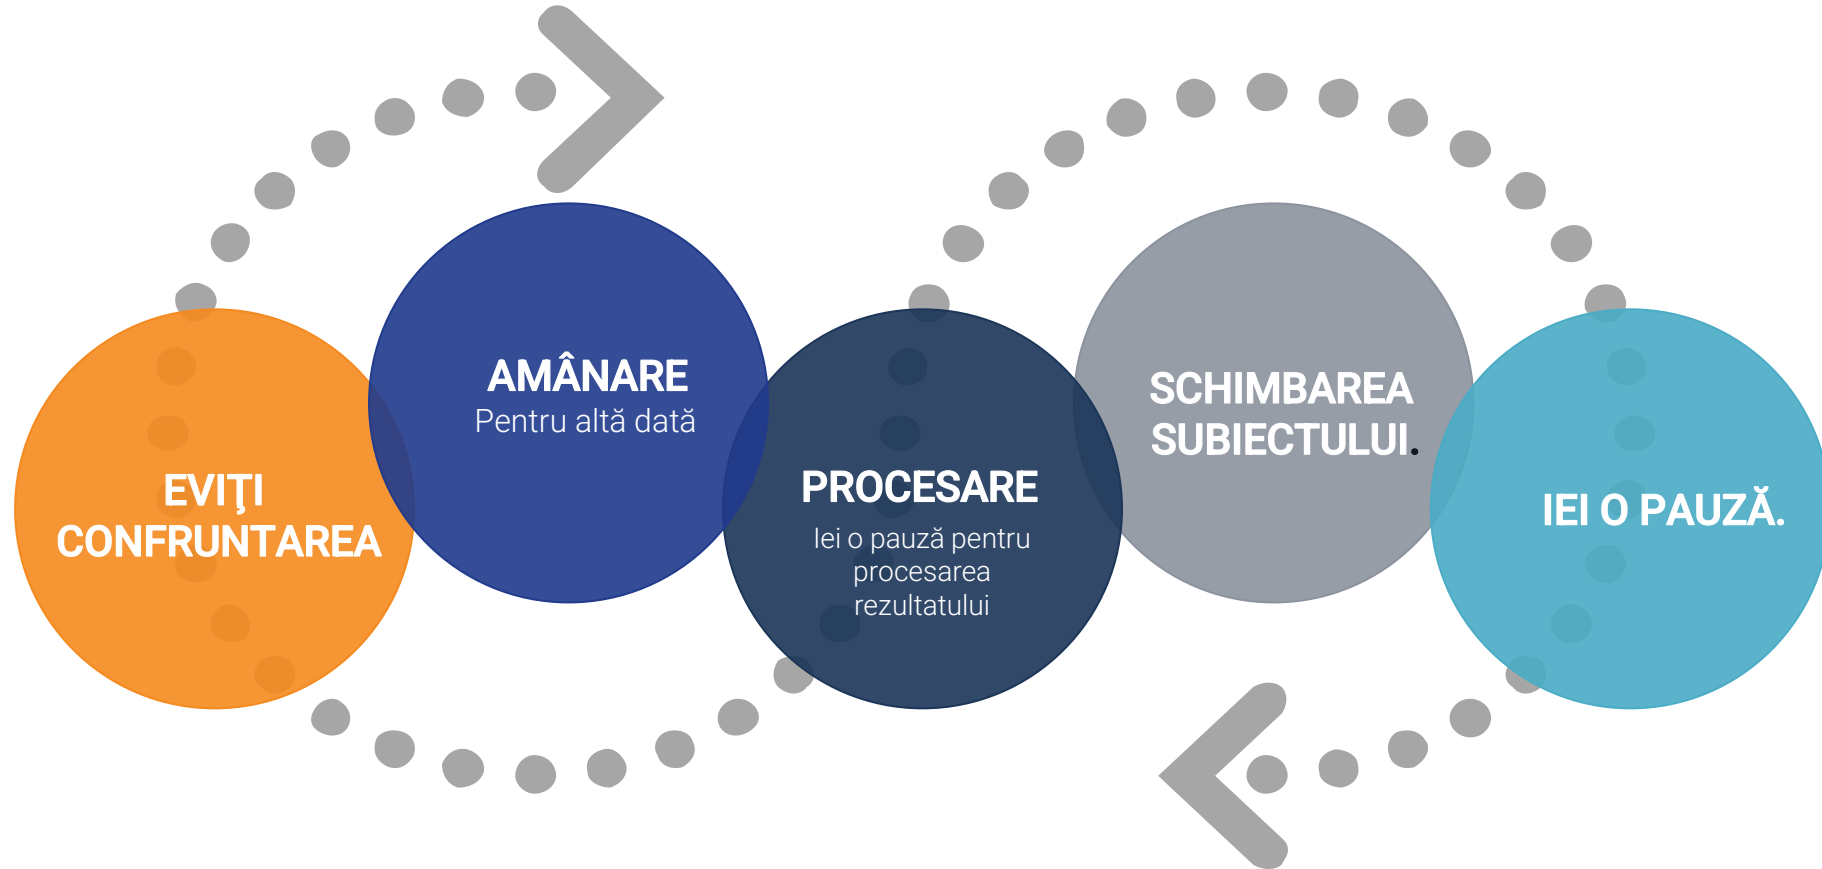 EVIŢI
CONFRUNTAREA
AMÂNARE
Pentru altă dată
PROCESARE
Iei o pauză pentru
procesarea
rezultatului
SCHIMBAREA
SUBIECTULUI.
IEI O PAUZĂ.